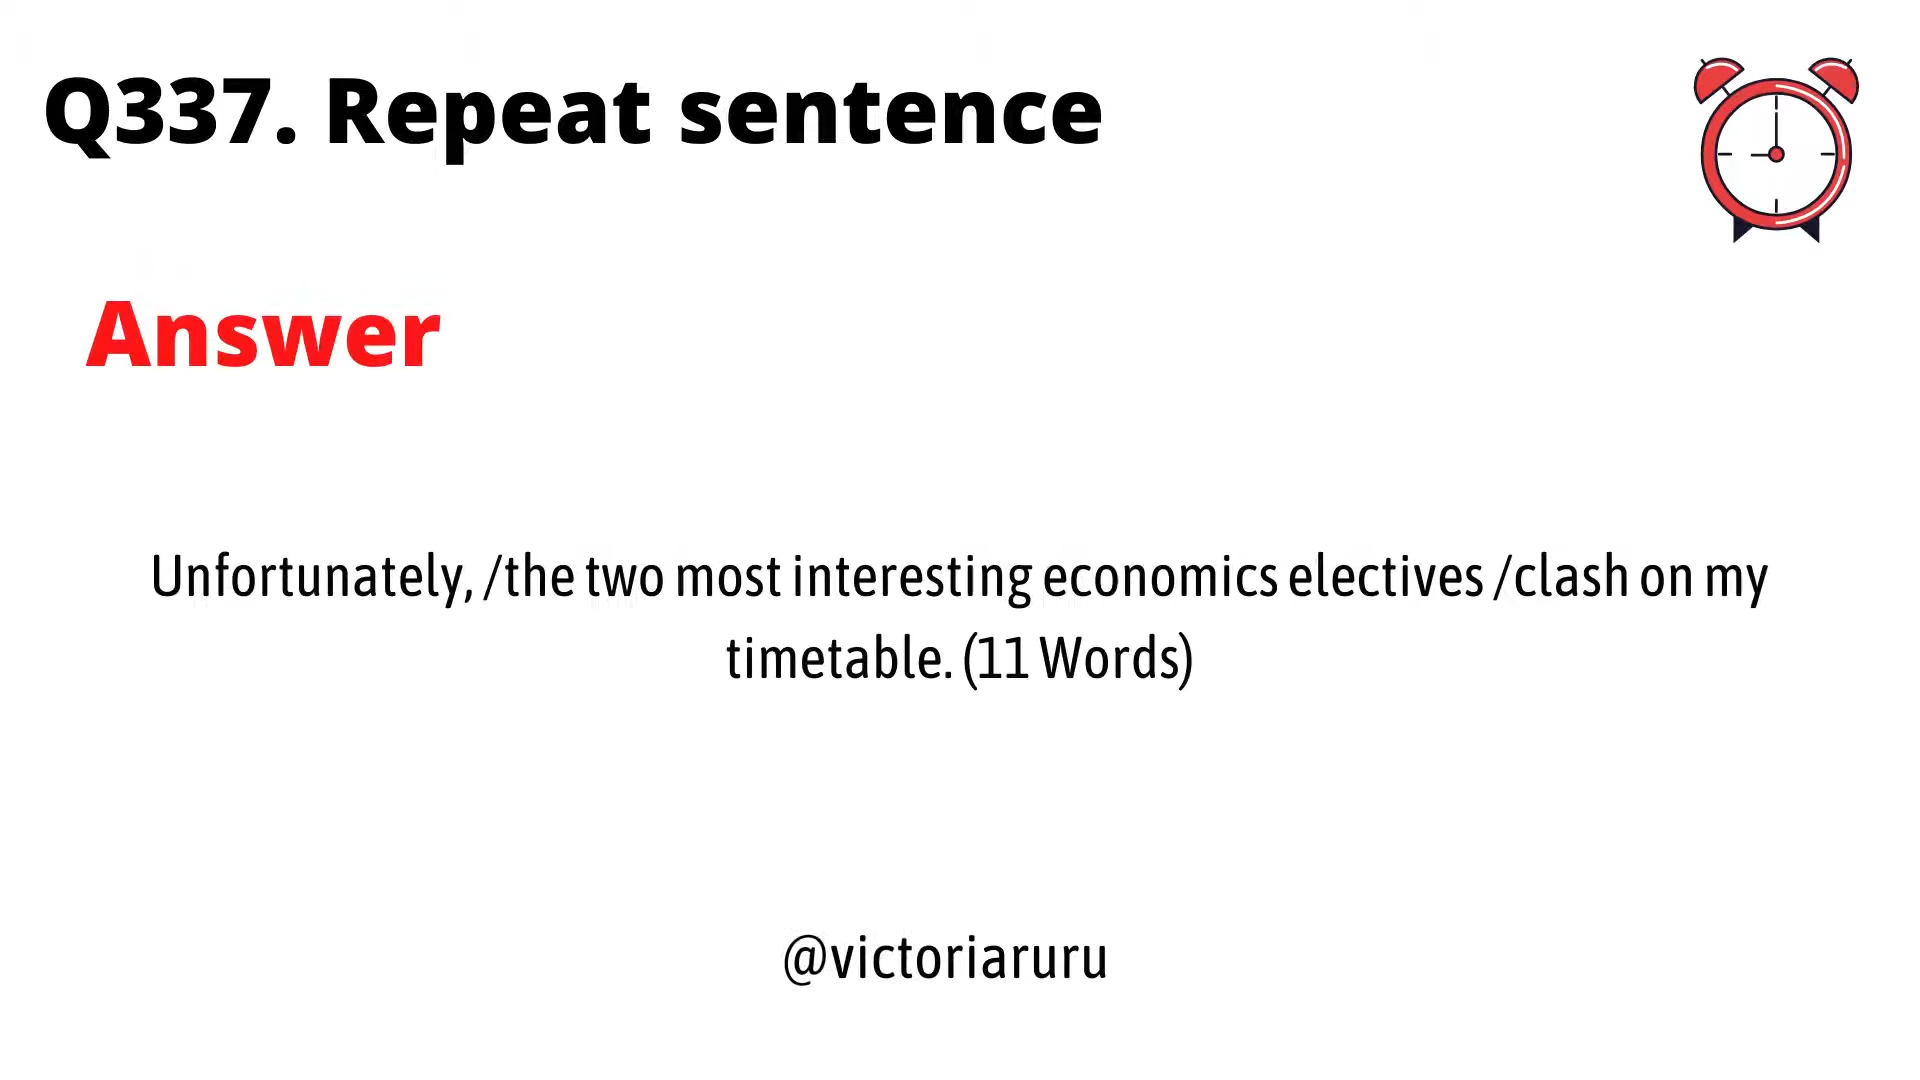 Q337. Repeat sentence
Answer
Unfortunately, /the two most interesting economics electives /clash on my
timetable. (11 Words)
@victoriaruru